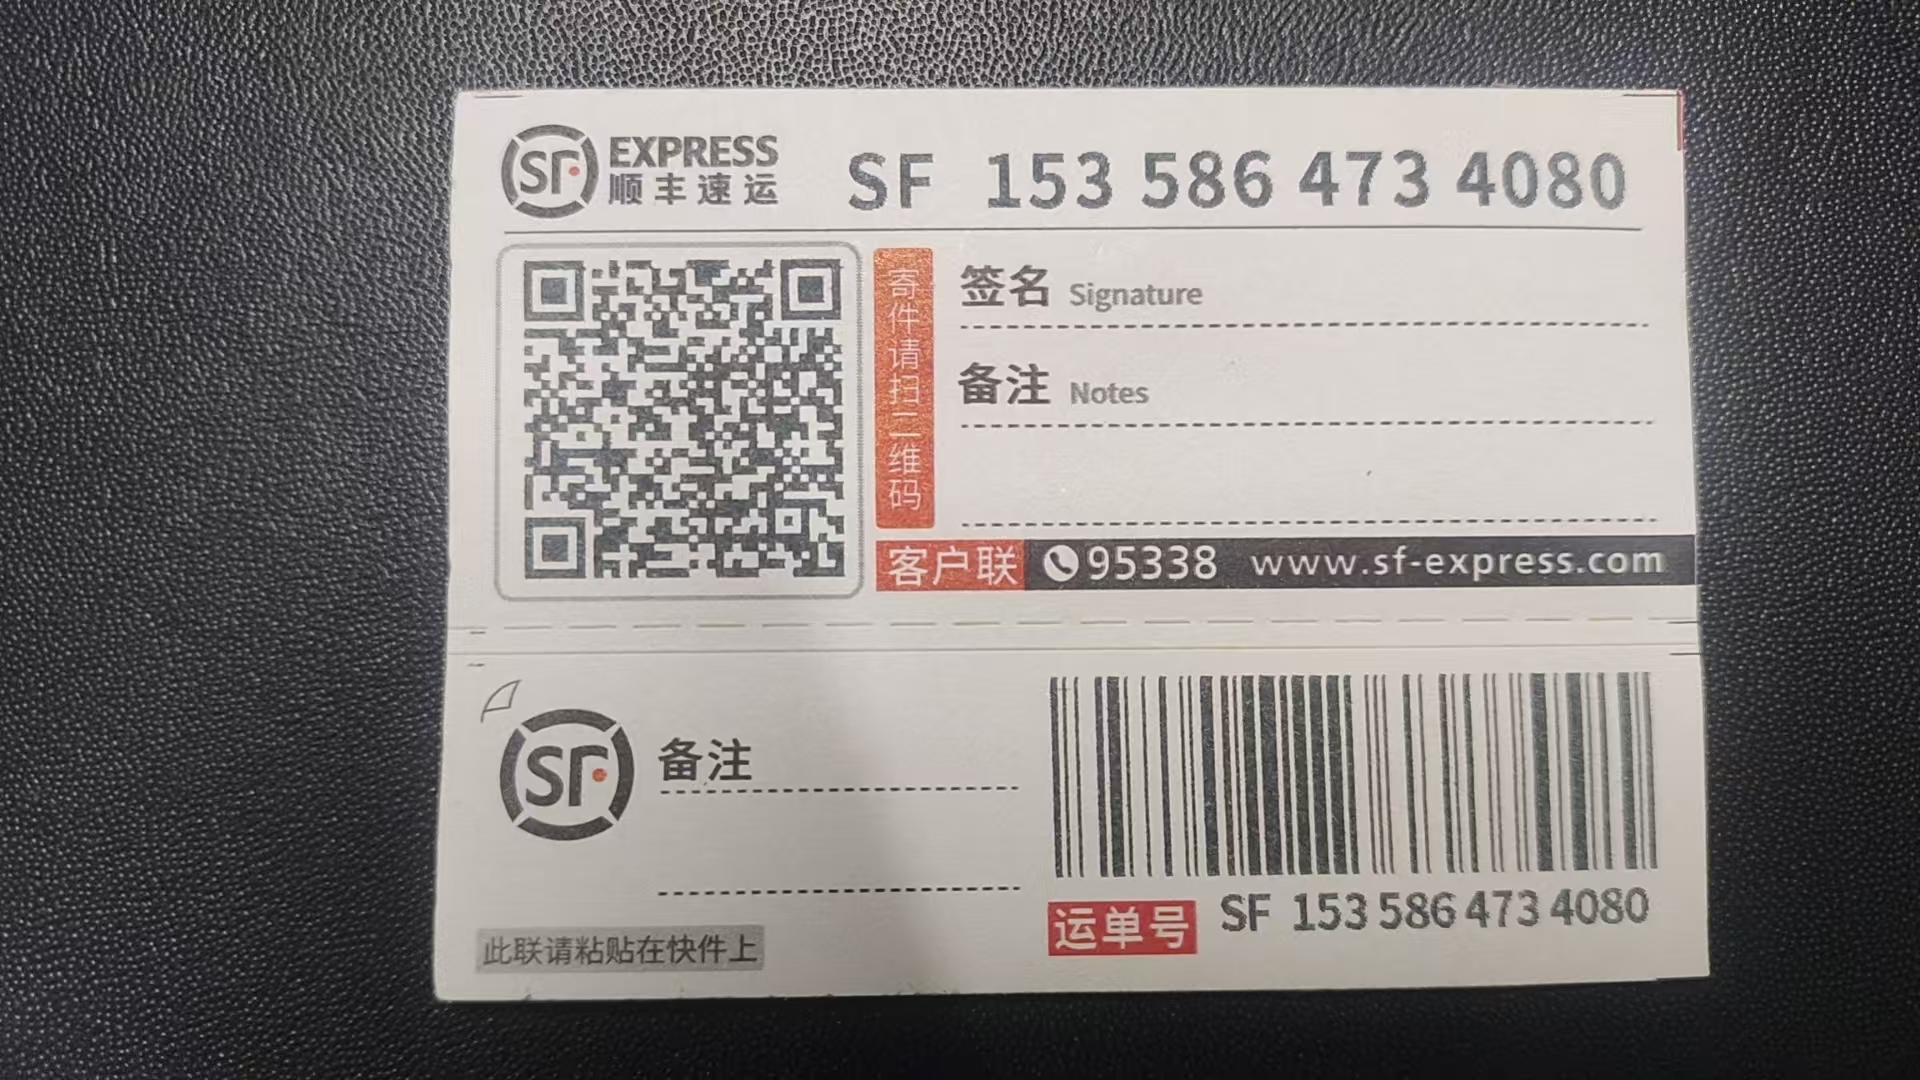 SF EXPRESS
顺丰速运
SF 153 586 473 4080
寄件请扫二维码
签名 Signature
备注 Notes
客户联 95338 www.sf-express.com
SF 备注
此联请粘贴在快件上
运单号 SF 153 586 473 4080